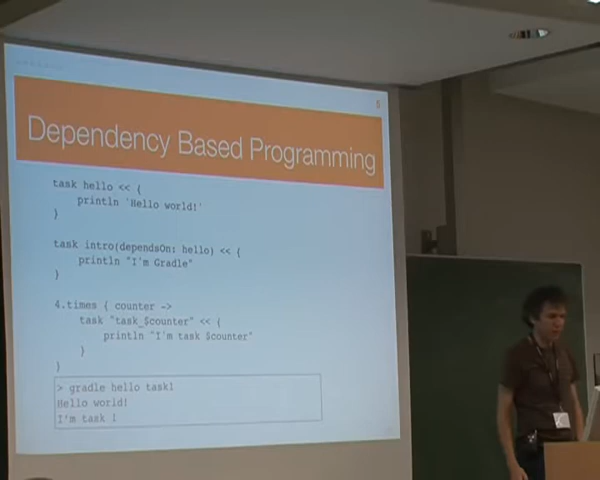 8
Dependency Based Programming
task hello << {
println 'Hello world!'
}
task intro(dependsOn: hello) << {
println "I'm Gradle"
}
4.times { counter ->
task "task_$counter" << {
println "I'm task $counter"
}
}
> gradle hello task1
Hello world!
I'm task 1